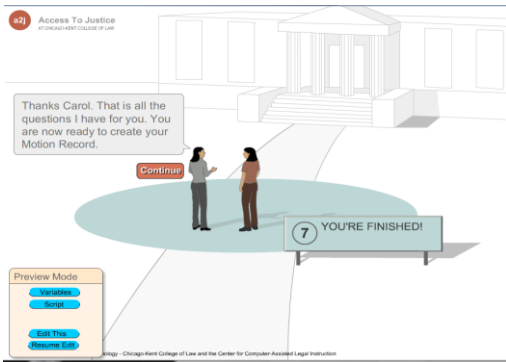 a2j Access To Justice
AT CHICAGO-KENT COLLEGE OF LAW
Thanks Carol. That is all the
questions I have for you. You
are now ready to create your
Motion Record.
Continue
7 YOU'RE FINISHED!
Preview Mode
Variables
Script
Edit This
Resume Edit
- Chicago-Kent College of Law and the Center for Computer-Assisted Legal Instruction